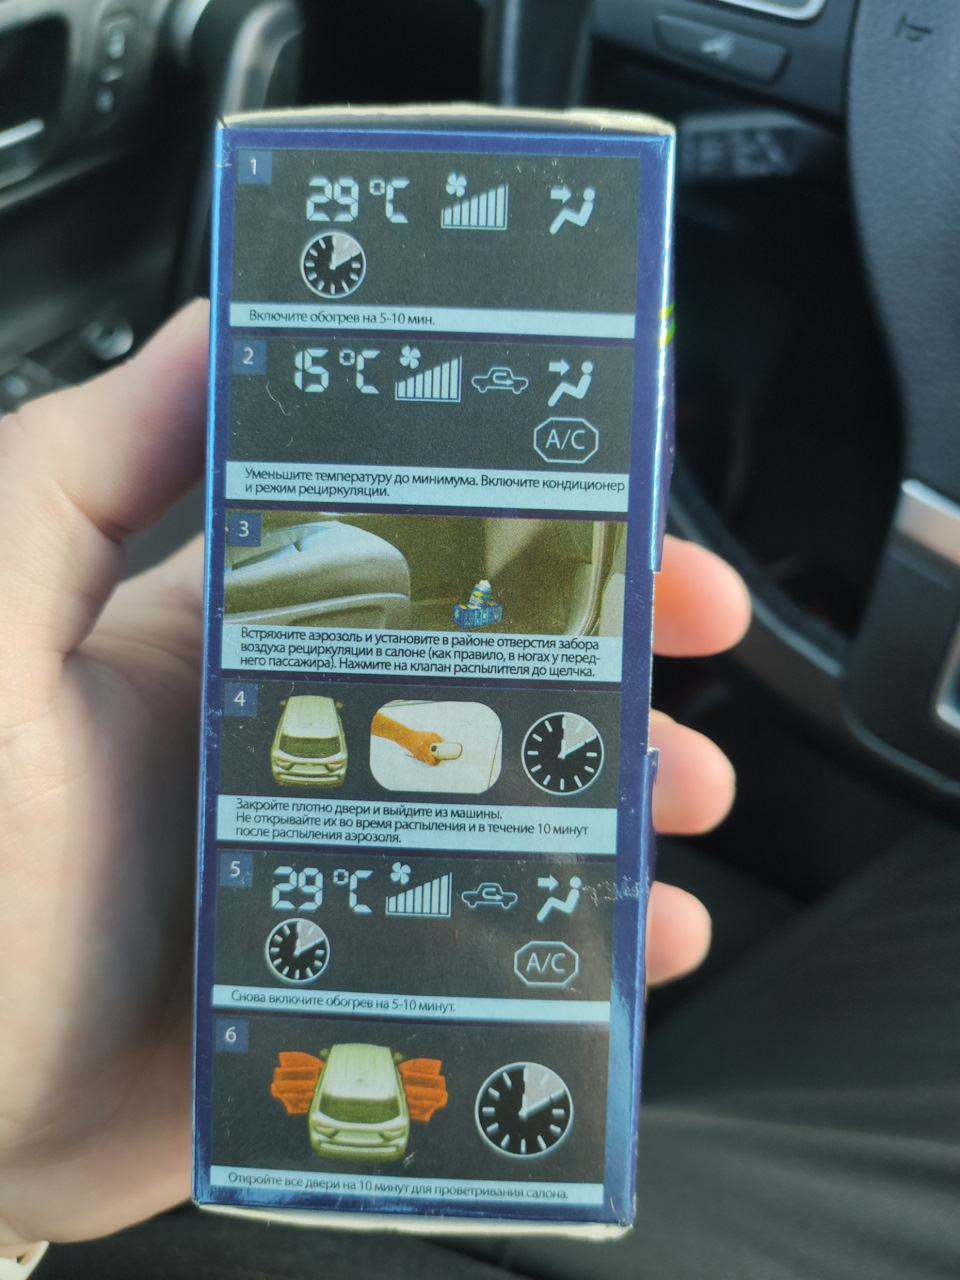 1
29 °C
Включите обогрев на 5-10 мин.
2
15 °C
A/C
Уменьшите температуру до минимума. Включите кондиционер
и режим рециркуляции.
3
Встряхните аэрозоль и установите в районе отверстия забора
воздуха рециркуляции в салоне (как правило, в ногах у перед-
него пассажира). Нажмите на клапан распылителя до щелчка.
4
Закройте плотно двери и выйдите из машины.
Не открывайте их во время распыления и в течение 10 минут
после распыления аэрозоля.
5
29 °C
A/C
Снова включите обогрев на 5-10 минут.
6
Откройте все двери на 10 минут для проветривания салона.